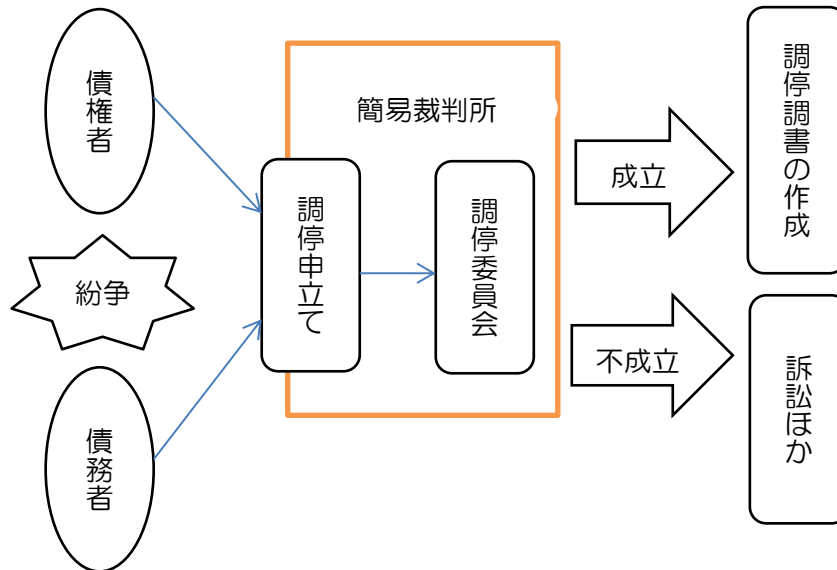 債権者
紛争
債務者
簡易裁判所
調停申立て
調停委員会
成立
不成立
調停調書の作成
訴訟ほか